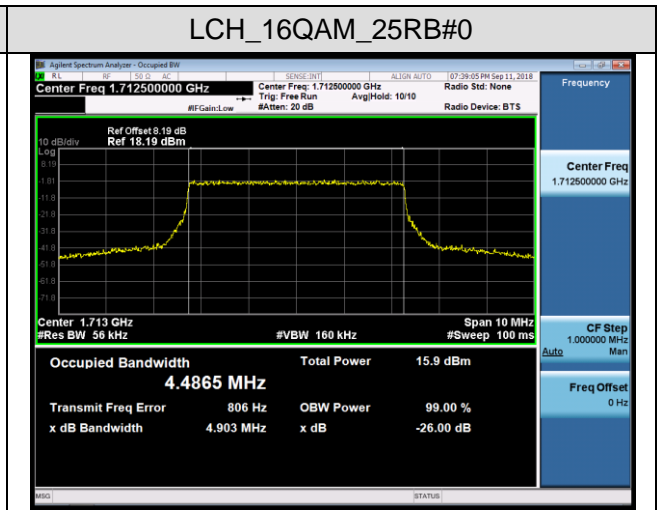 LCH_16QAM_25RB#0
Agilent Spectrum Analyzer - Occupied BW
RL RF 50 Ω AC SENSE:INT ALIGN AUTO 07:39:05 PM Sep 11, 2018
Center Freq 1.712500000 GHz
Center Freq: 1.712500000 GHz
Radio Std: None
Trig: Free Run Avg|Hold: 10/10
#IFGain:Low
#Atten: 20 dB
Radio Device: BTS
Ref Offset 8.19 dB
10 dB/div Ref 18.19 dBm
Log
8.19
-1.81
-11.8
-21.8
-31.8
-41.8
-51.8
-61.8
-71.8
Center 1.713 GHz Span 10 MHz
#Res BW 56 kHz #VBW 160 kHz #Sweep 100 ms
Occupied Bandwidth Total Power 15.9 dBm
4.4865 MHz
Transmit Freq Error 806 Hz OBW Power 99.00 %
x dB Bandwidth 4.903 MHz x dB -26.00 dB
MSG STATUS
Frequency
Center Freq
1.712500000 GHz
CF Step
1.000000 MHz
Auto Man
Freq Offset
0 Hz